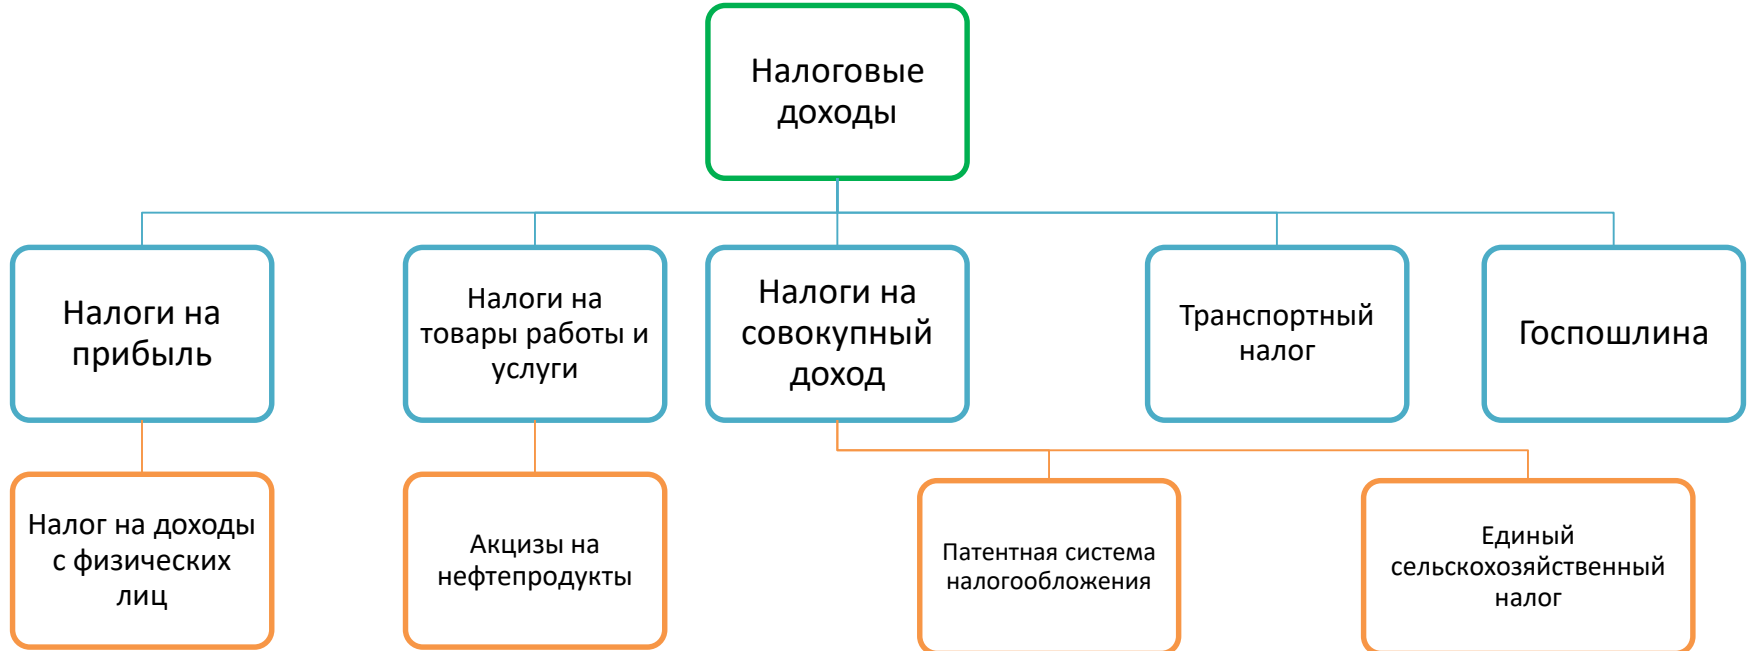 Налоговые
доходы
Налоги на
прибыль
Налоги на
товары работы и
услуги
Налоги на
совокупный
доход
Транспортный
налог
Госпошлина
Налог на доходы
с физических
лиц
Акцизы на
нефтепродукты
Патентная система
налогообложения
Единый
сельскохозяйственный
налог